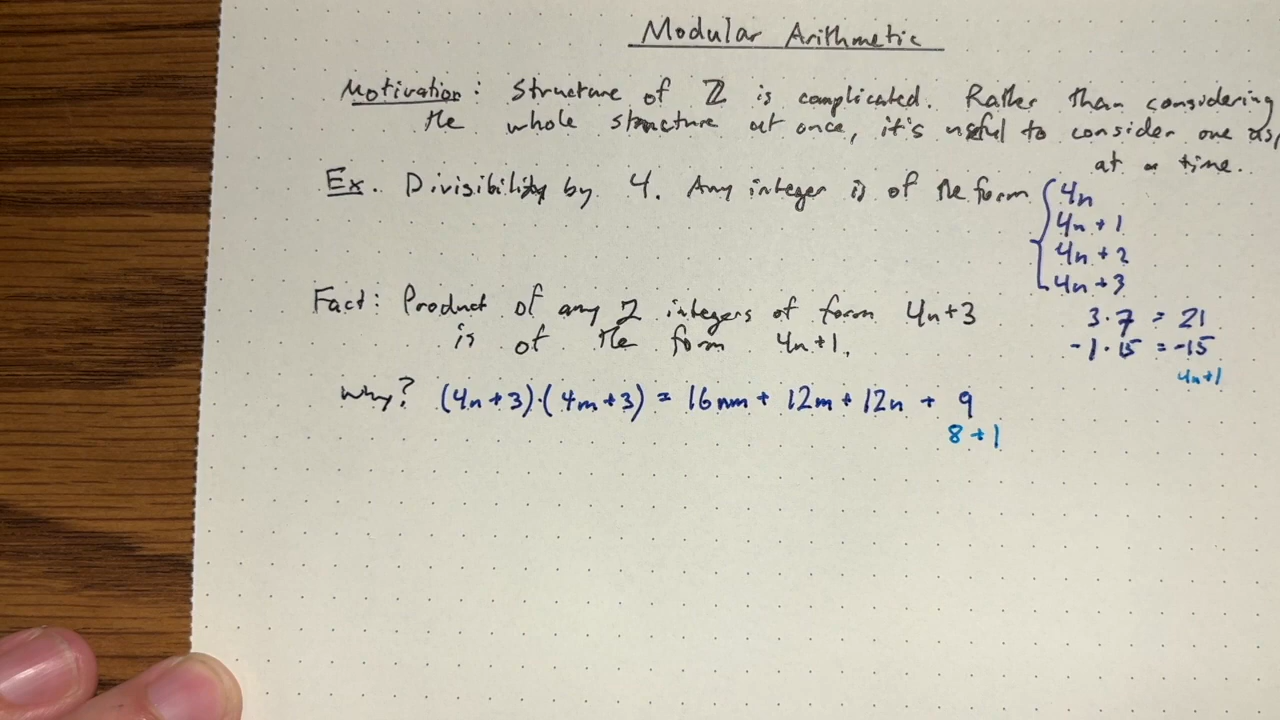 Modular Arithmetic
Motivation: Structure of ℤ is complicated. Rather than considering
the whole structure at once, it's useful to consider one
at a time.
Ex. Divisibility by 4. Any integer is of the form { 4n
4n + 1
4n + 2
4n + 3
Fact: Product of any 2 integers of form 4n+3
is of the form 4n+1.
3·7 = 21
-1·15 = -15
4n+1
Why? (4n+3)·(4m+3) = 16nm + 12m + 12n + 9
8 + 1